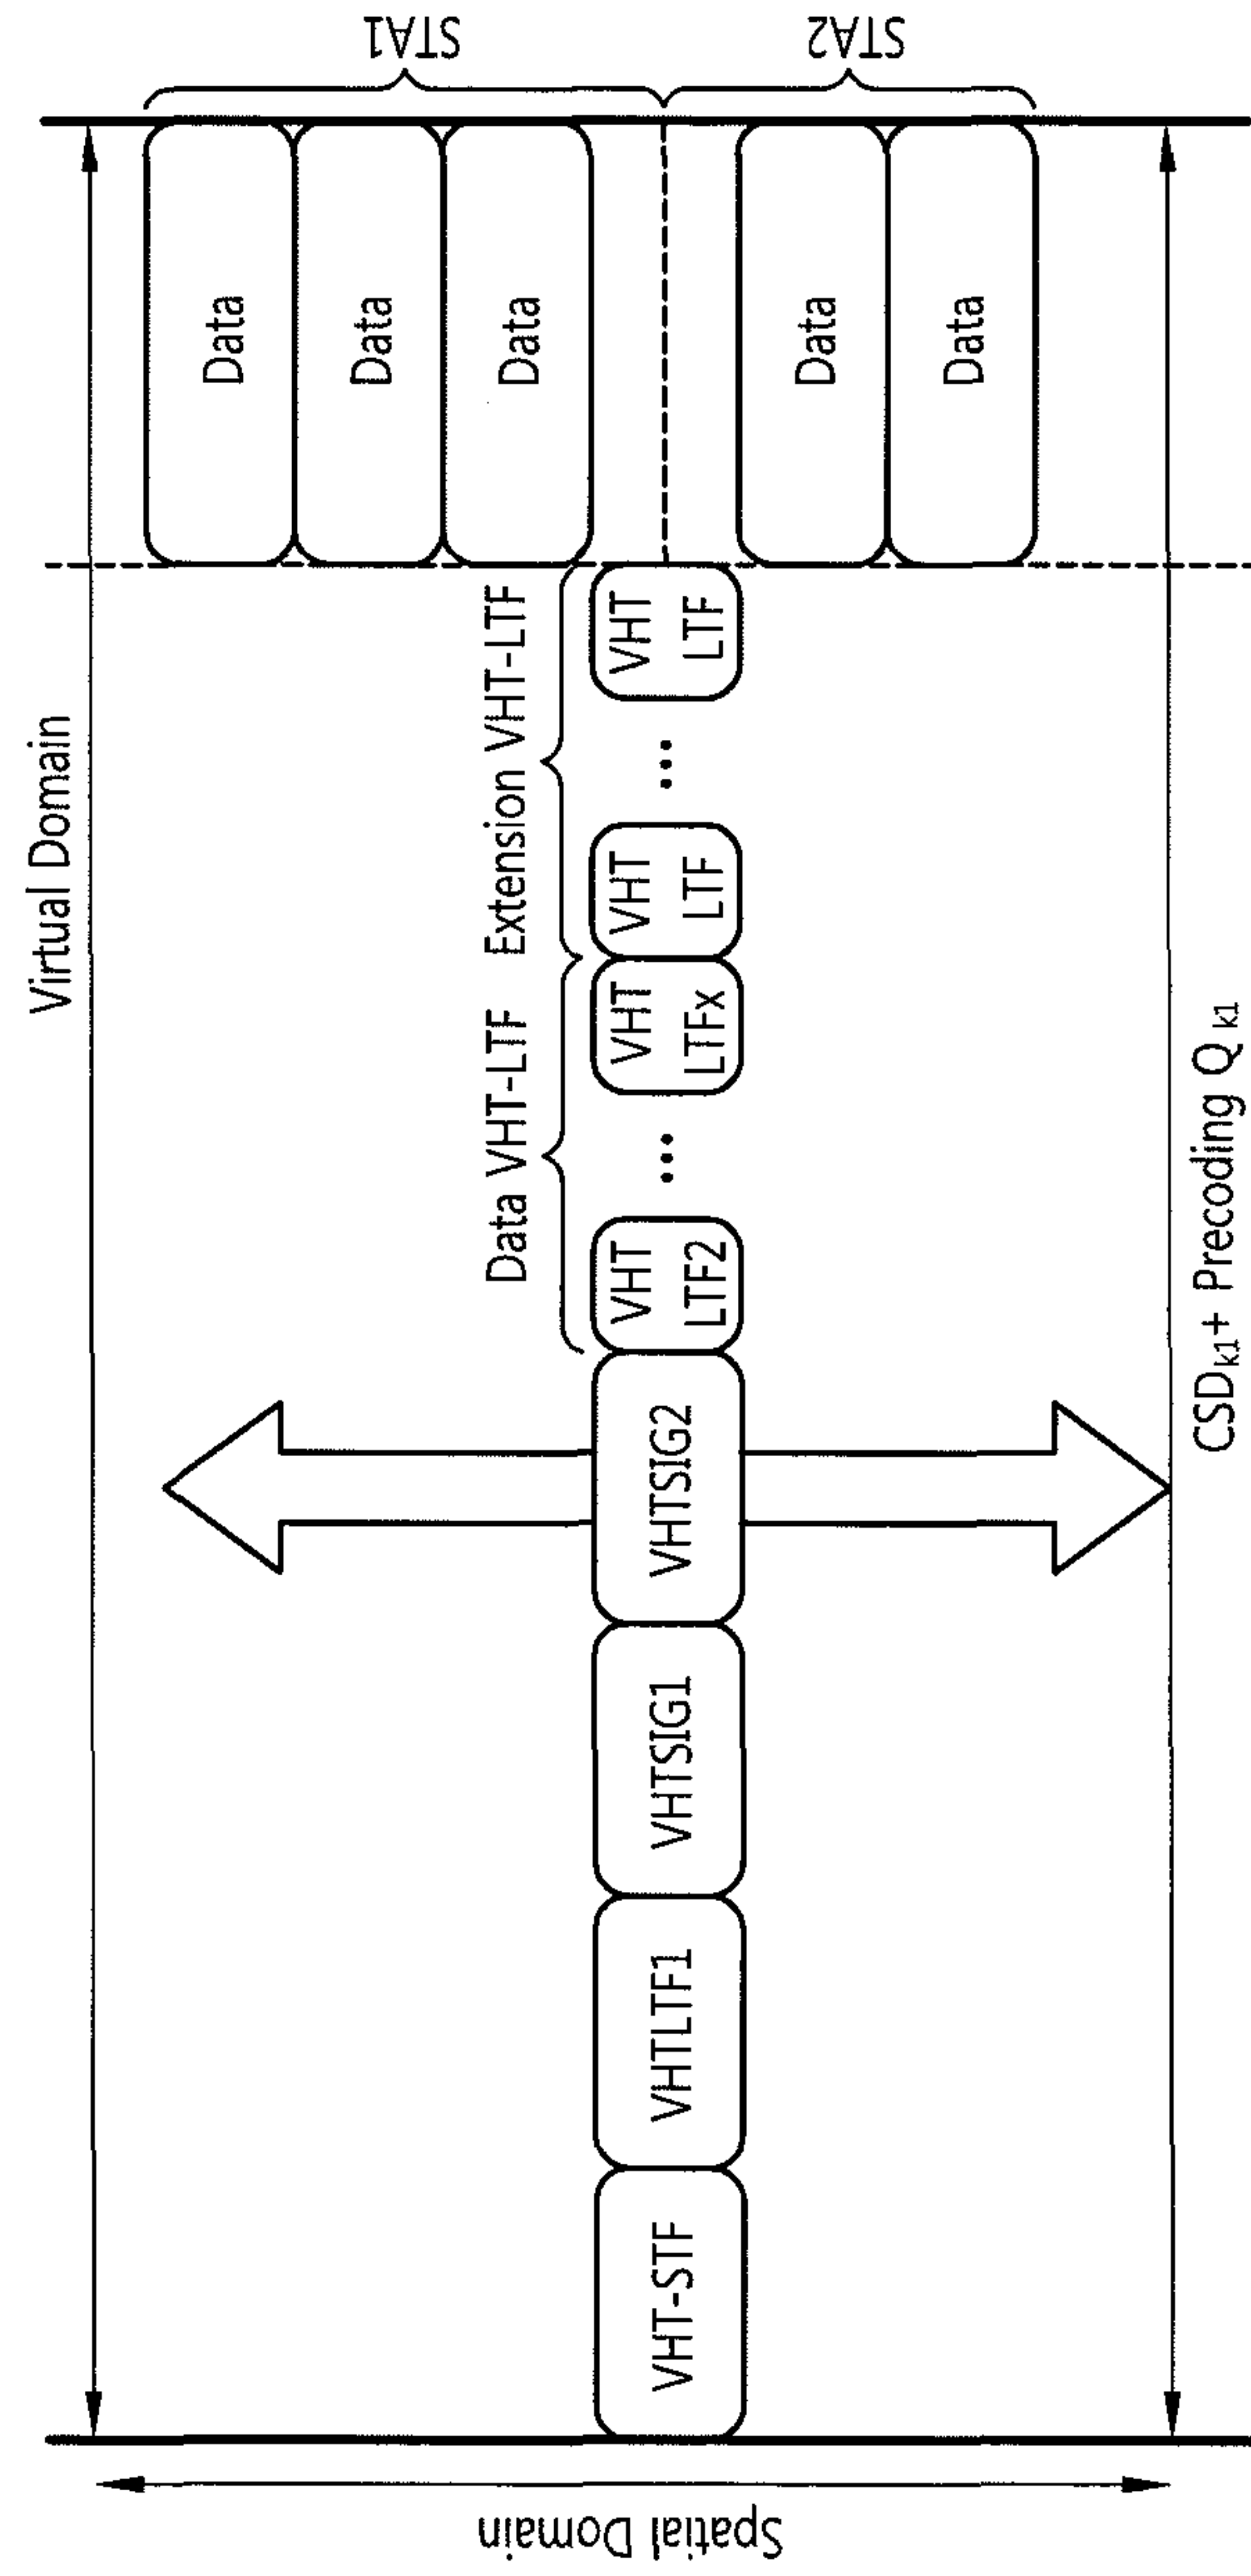 Virtual Domain
Spatial Domain
VHT-STF
VHTLTF1
VHTSIG1
VHTSIG2
Data VHT-LTF
VHT
LTF2
...
VHT
LTFx
Extension VHT-LTF
VHT
LTF
...
VHT
LTF
Data
Data
Data
Data
Data
STA1
STA2
CSDk1+ Precoding Q k1